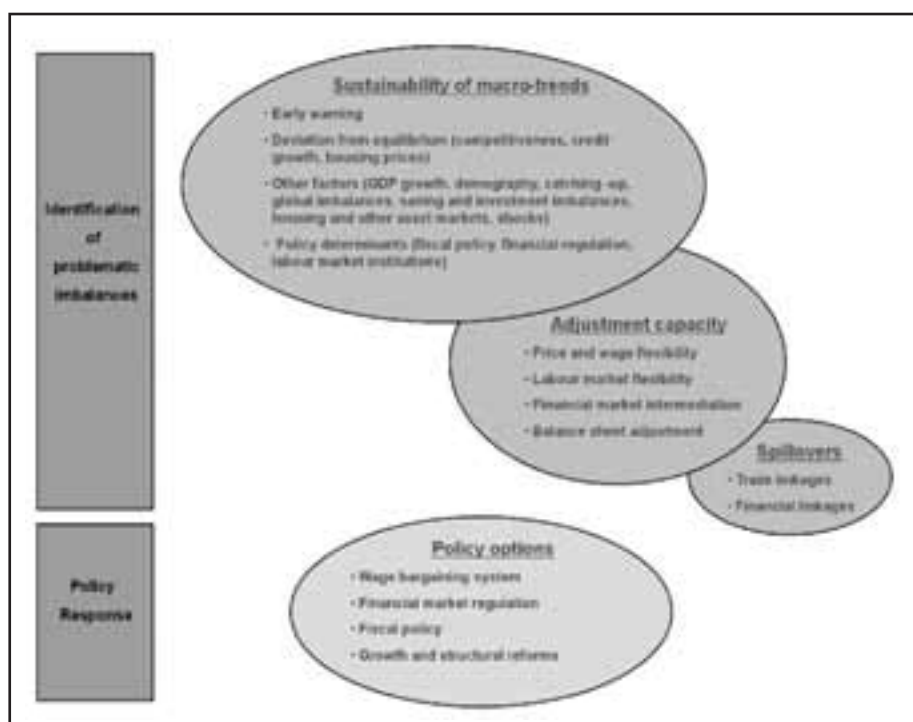 Identification
of
problematic
imbalances
Sustainability of macro-trends
• Early warning
• Deviation from equilibrium (competitiveness, credit
growth, housing prices)
• Other factors (GDP growth, demography, catching-up,
global imbalances, saving and investment imbalances,
housing and other asset markets, shocks)
• Policy determinants (fiscal policy, financial regulation,
labour market institutions)
Adjustment capacity
• Price and wage flexibility
• Labour market flexibility
• Financial market intermediation
• Balance sheet adjustment
Spillovers
• Trade linkages
• Financial linkages
Policy
Response
Policy options
• Wage bargaining system
• Financial market regulation
• Fiscal policy
• Growth and structural reforms